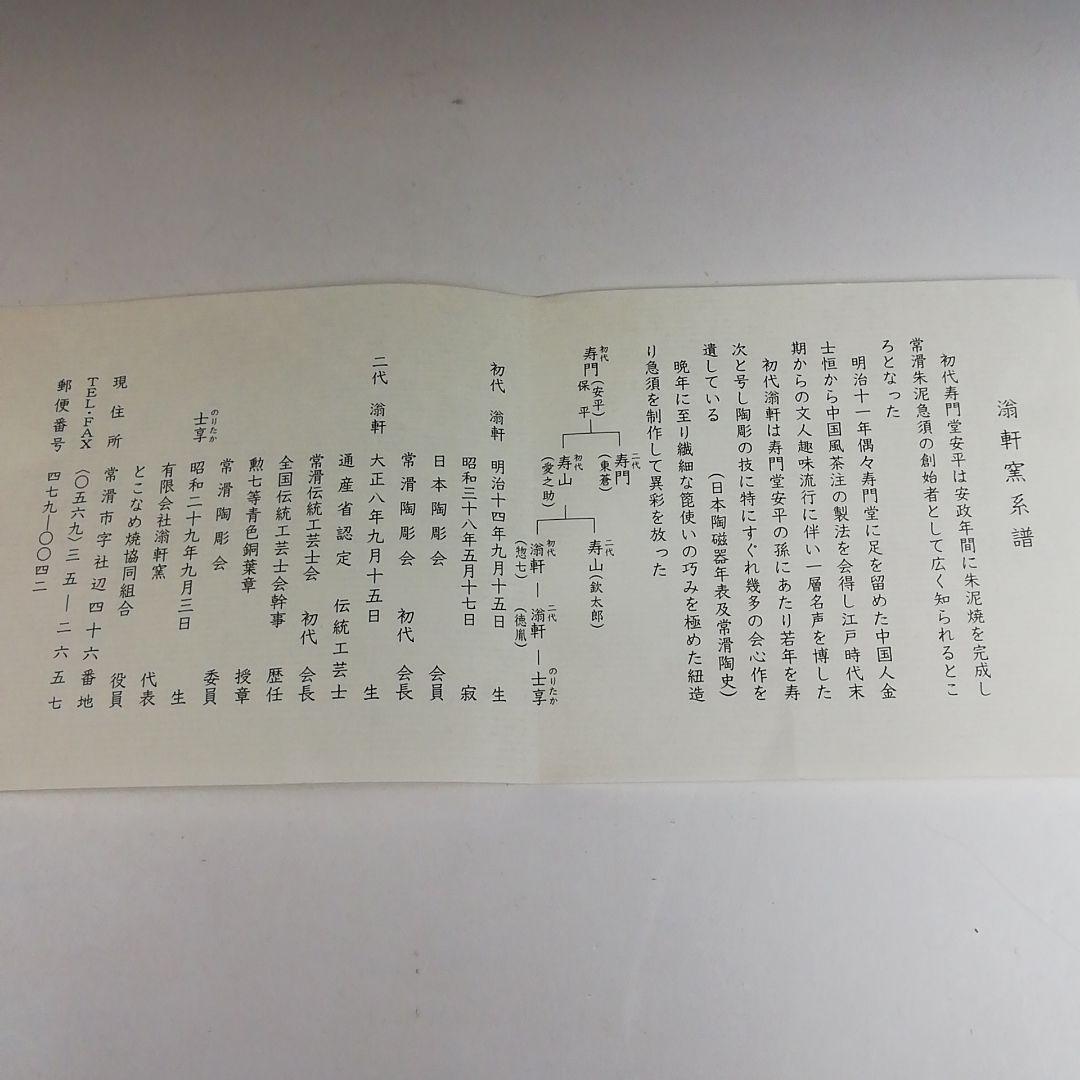 滃軒窯系譜
初代寿門堂安平は安政年間に朱泥焼を完成し
常滑朱泥急須の創始者として広く知られるとこ
ろとなった
明治十一年偶々寿門堂に足を留めた中国人金
士恒から中国風茶注の製法を会得し江戸時代末
期からの文人趣味流行に伴い一層名声を博した
初代滃軒は寿門堂安平の孫にあたり若年を寿
次と号し陶彫の技に特にすぐれ幾多の会心作を
遺している (日本陶磁器年表及常滑陶史)
晩年に至り繊細な箆使いの巧みを極めた紐造
り急須を制作して異彩を放った
初代 寿門(安平) 保平
二代 寿門(東蒼)
初代 寿山(愛之助)
二代 寿山(欽太郎)
初代 滃軒(惣七)
二代 滃軒(徳胤)
士享 のりたか
初代 滃軒 明治十四年九月十五日 生
昭和三十八年五月十七日 寂
日本陶彫会 会員
常滑陶彫会 初代 会長
二代 滃軒 大正八年九月十五日 生
通産省認定 伝統工芸士
常滑伝統工芸士会 初代 会長
全国伝統工芸士会幹事 歴任
勲七等青色銅葉章 授章
常滑陶彫会 委員
士享 のりたか 昭和二十九年九月三日 生
有限会社滃軒窯 代表
とこなめ焼協同組合 役員
現住所 常滑市字社辺四十六番地
TEL・FAX (〇五六九)三五―二六五七
郵便番号 四七九―〇〇四二